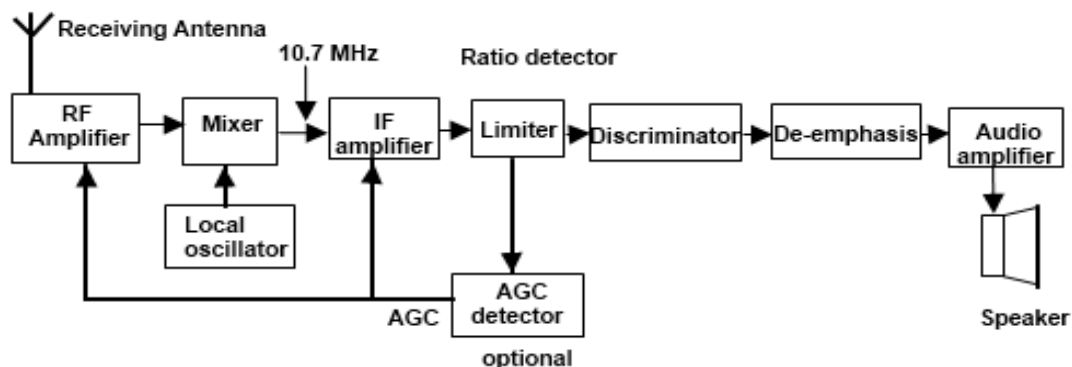 Receiving Antenna
10.7 MHz
Ratio detector
RF
Amplifier
Mixer
IF
amplifier
Limiter
Discriminator
De-emphasis
Audio
amplifier
Local
oscillator
AGC
AGC
detector
optional
Speaker